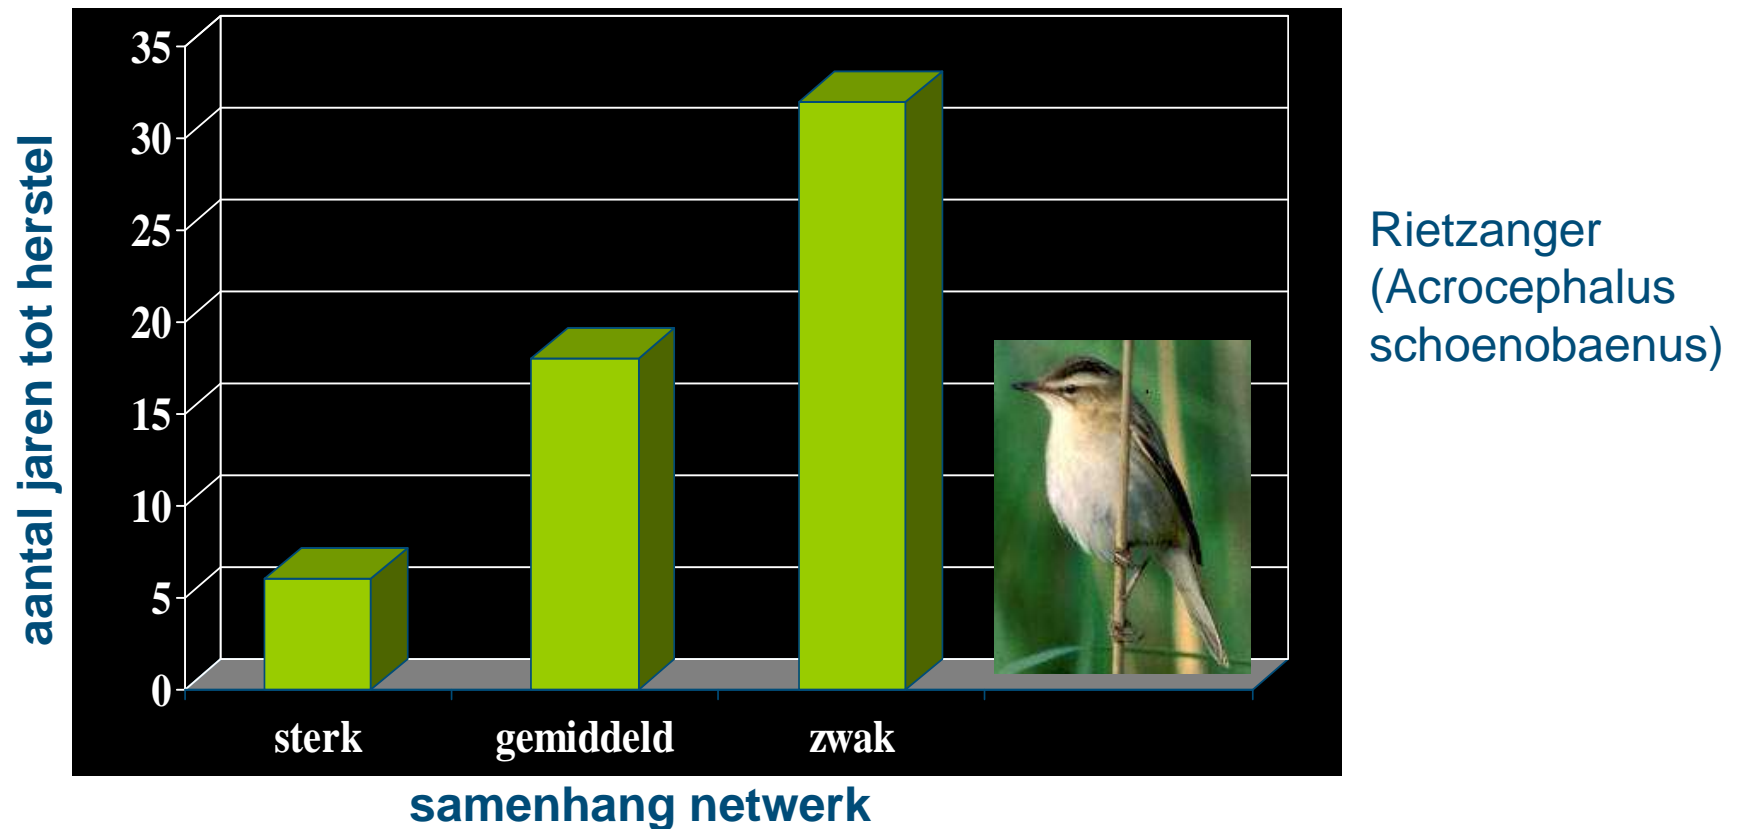 35
30
25
20
15
10
5
0
aantal jaren tot herstel
sterk gemiddeld zwak
samenhang netwerk
Rietzanger
(Acrocephalus
schoenobaenus)